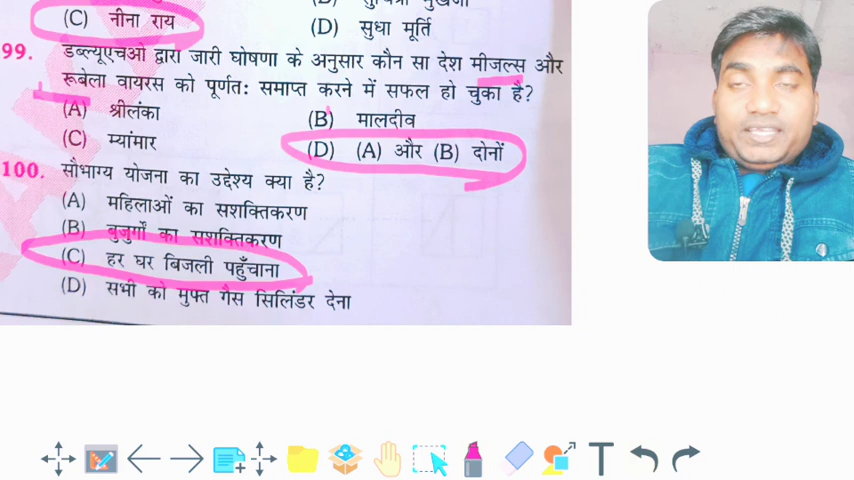 (C) नीना राय
(D) सुधा मूर्ति
99. डब्ल्यूएचओ द्वारा जारी घोषणा के अनुसार कौन सा देश मीजल्स और
रूबेला वायरस को पूर्णत: समाप्त करने में सफल हो चुका है?
(A) श्रीलंका
(B) मालदीव
(C) म्यांमार
(D) (A) और (B) दोनों
100. सौभाग्य योजना का उद्देश्य क्या है?
(A) महिलाओं का सशक्तिकरण
(B) बुजुर्गों का सशक्तिकरण
(C) हर घर बिजली पहुँचाना
(D) सभी को मुफ्त गैस सिलिंडर देना
T